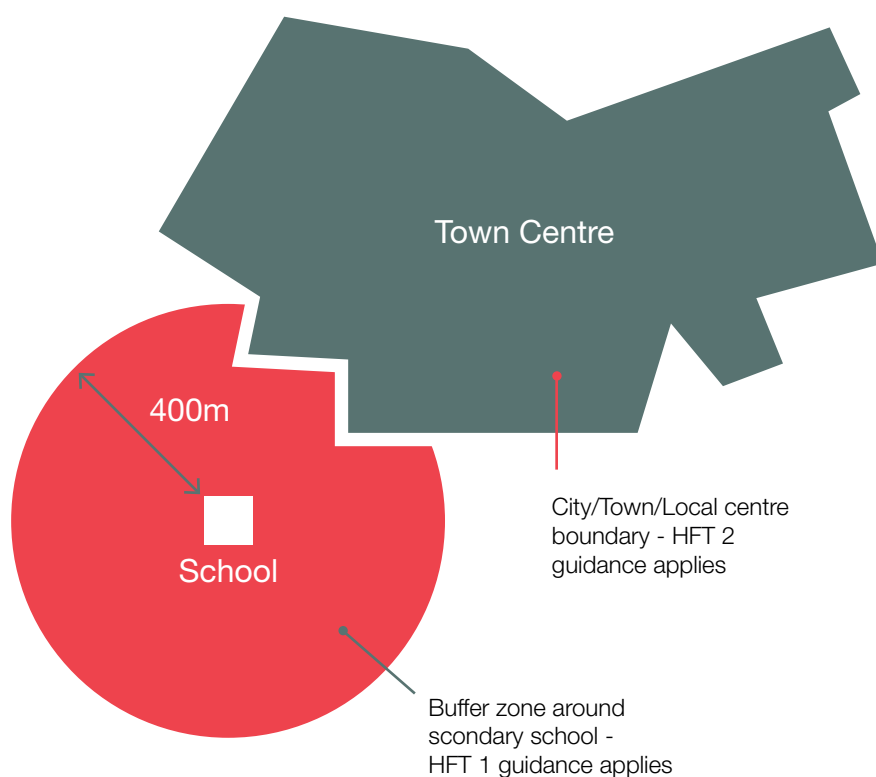 Town Centre
400m
School
City/Town/Local centre
boundary - HFT 2
guidance applies
Buffer zone around
scondary school -
HFT 1 guidance applies